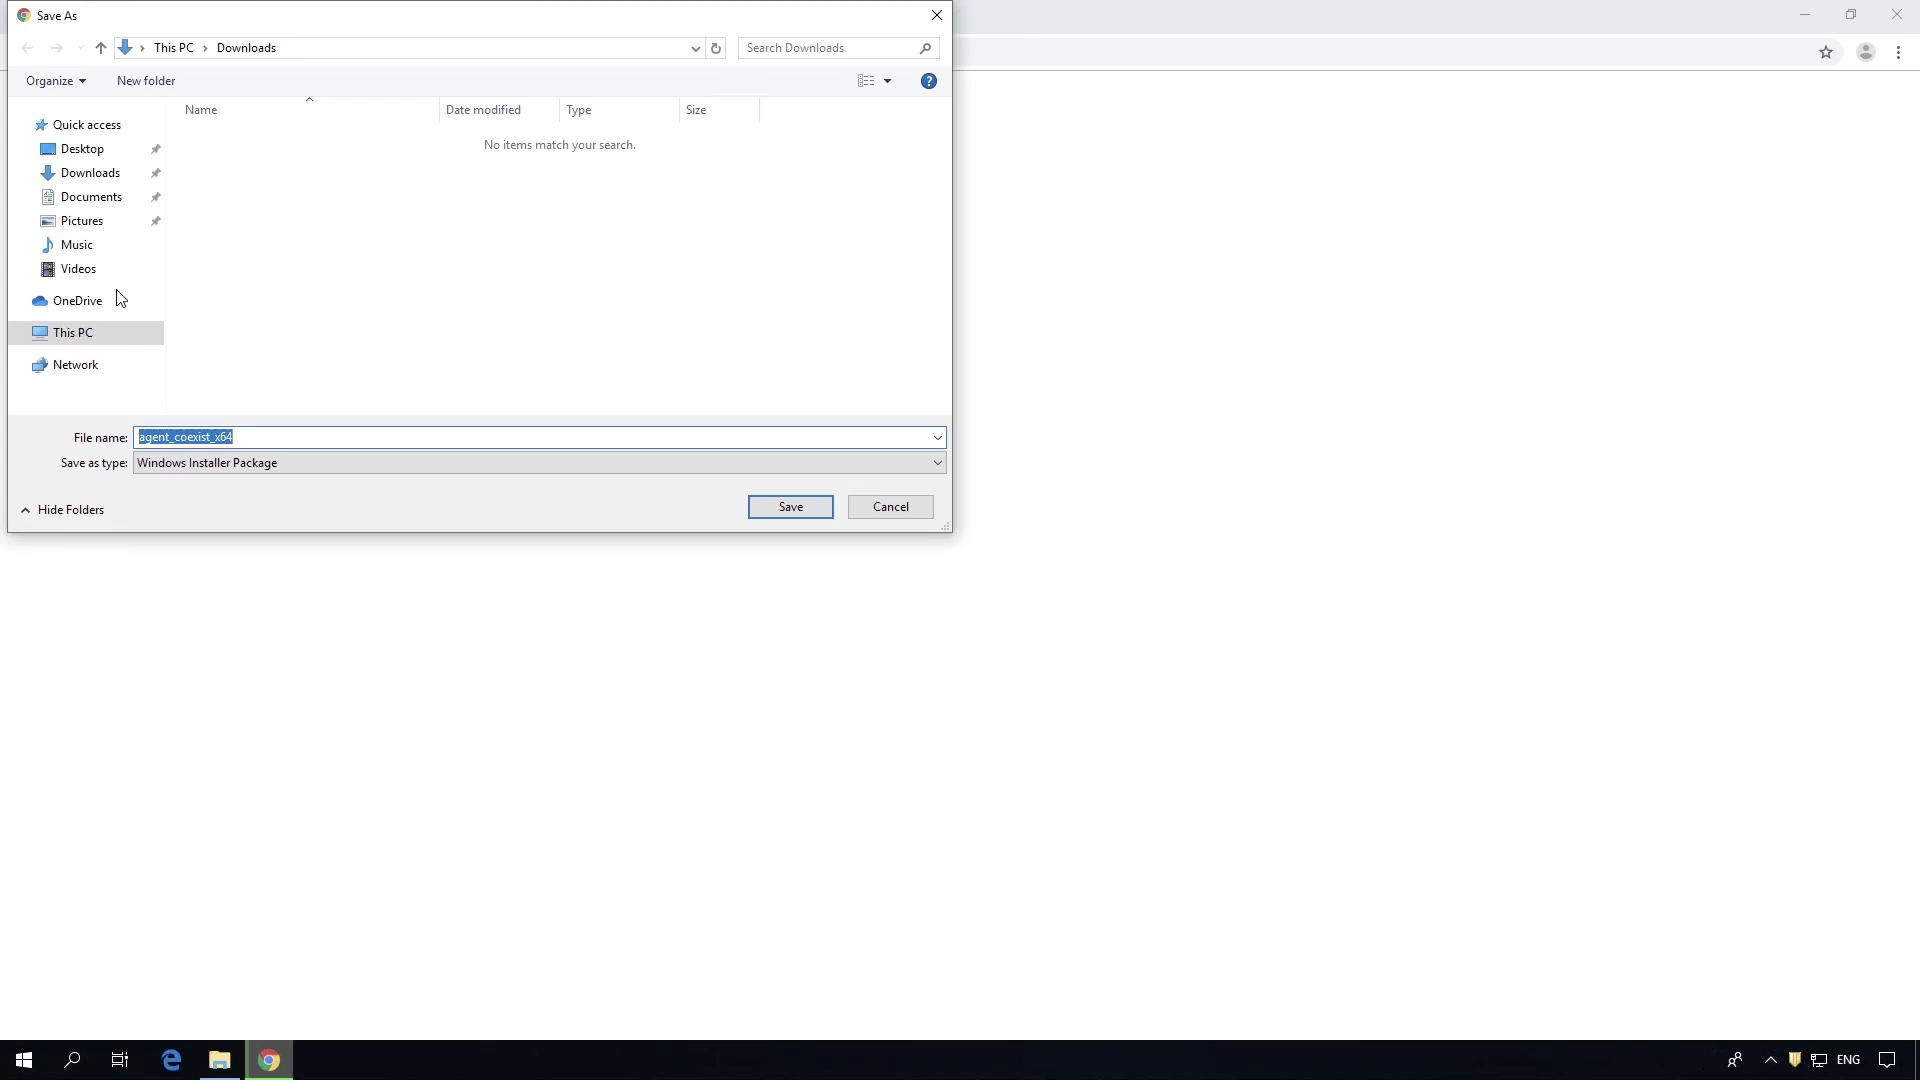 Save As
This PC
Downloads
Search Downloads
Organize
New folder
Name
Date modified
Type
Size
No items match your search.
Quick access
Desktop
Downloads
Documents
Pictures
Music
Videos
OneDrive
This PC
Network
File name:
agent_coexist_x64
Save as type:
Windows Installer Package
Hide Folders
Save
Cancel
ENG